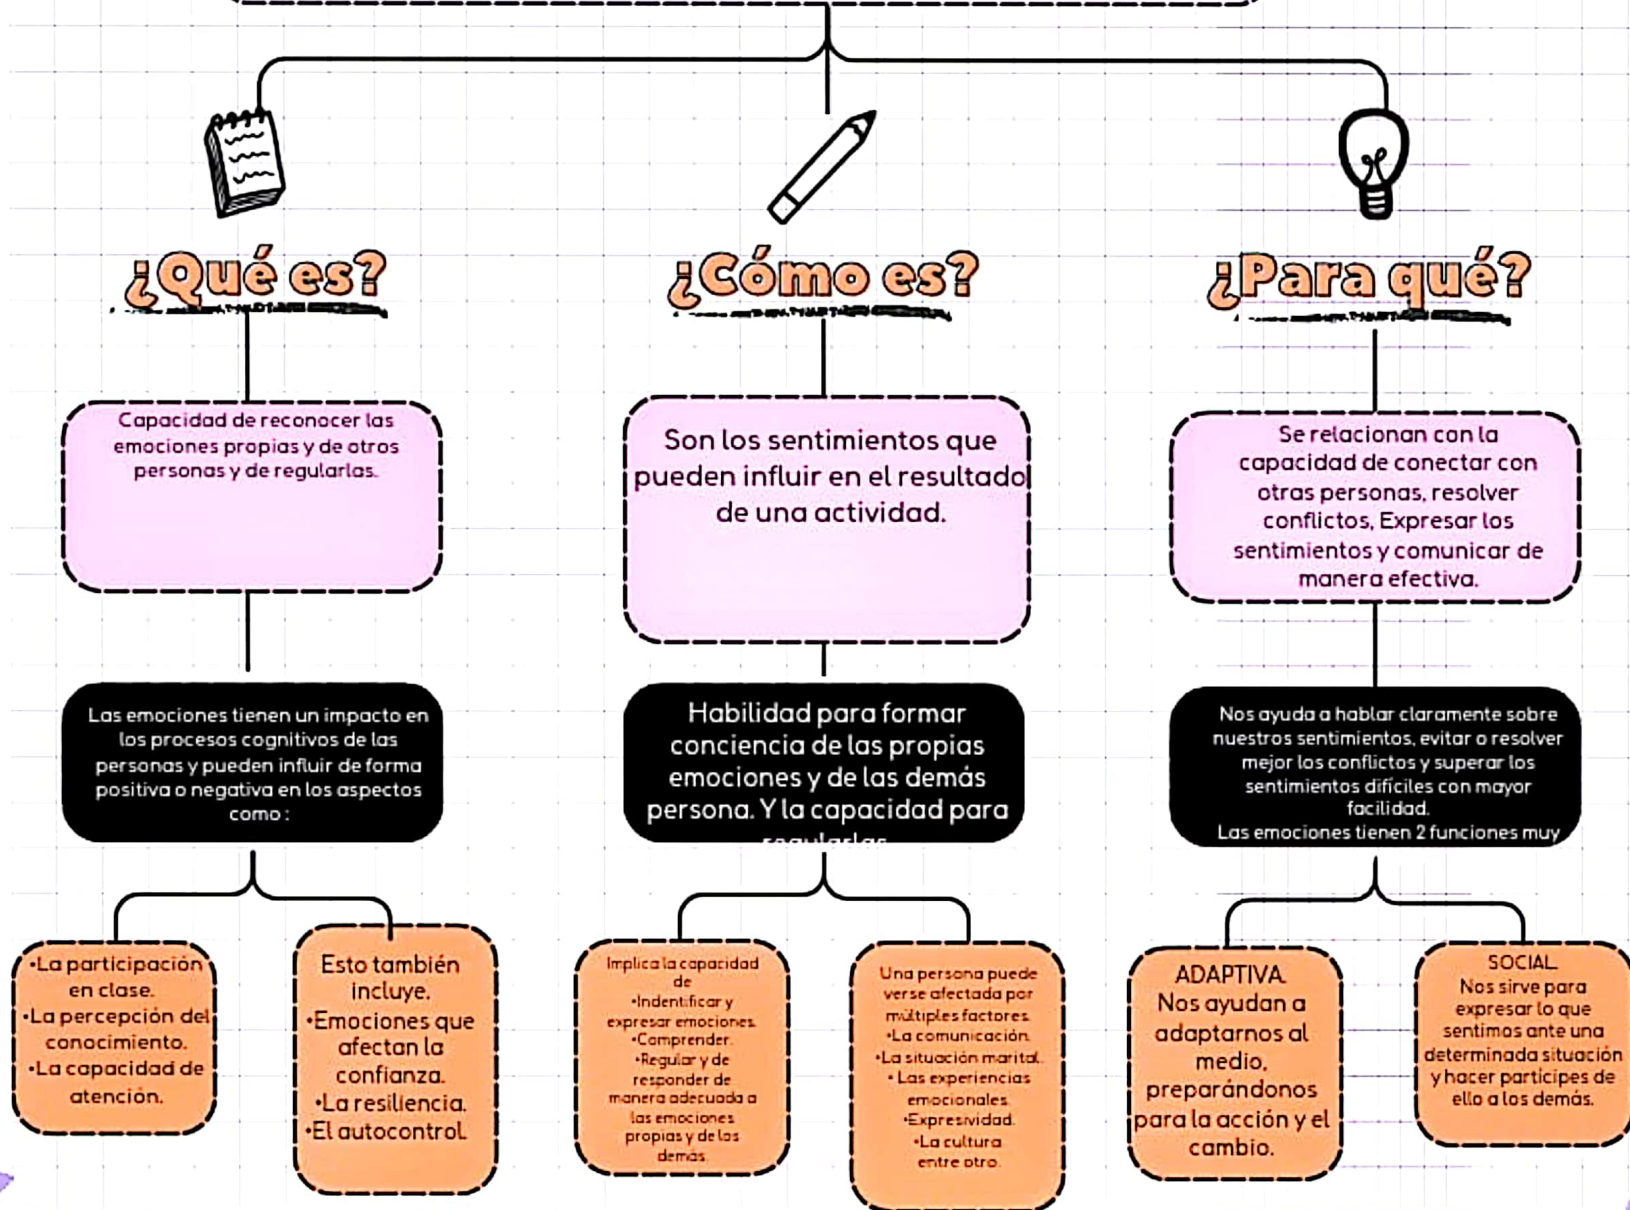 ¿Qué es?
Capacidad de reconocer las
emociones propias y de otros
personas y de regularlas.
Las emociones tienen un impacto en
los procesos cognitivos de las
personas y pueden influir de forma
positiva o negativa en los aspectos
como :
•La participación
en clase.
•La percepción del
conocimiento.
•La capacidad de
atención.
Esto también
incluye.
•Emociones que
afectan la
confianza.
•La resiliencia.
•El autocontrol.
¿Cómo es?
Son los sentimientos que
pueden influir en el resultado
de una actividad.
Habilidad para formar
conciencia de las propias
emociones y de las demás
persona. Y la capacidad para
regularlas
Implica la capacidad
de
•Indentificar y
expresar emociones.
•Comprender.
•Regular y de
responder de
manera adecuada a
las emociones
propias y de los
demás.
Una persona puede
verse afectada por
múltiples factores.
•La comunicación.
•La situación marital.
• Las experiencias
emocionales.
•Expresividad.
•La cultura
entre otro.
¿Para qué?
Se relacionan con la
capacidad de conectar con
otras personas, resolver
conflictos, Expresar los
sentimientos y comunicar de
manera efectiva.
Nos ayuda a hablar claramente sobre
nuestros sentimientos, evitar o resolver
mejor los conflictos y superar los
sentimientos difíciles con mayor
facilidad.
Las emociones tienen 2 funciones muy
ADAPTIVA.
Nos ayudan a
adaptarnos al
medio,
preparándonos
para la acción y el
cambio.
SOCIAL.
Nos sirve para
expresar lo que
sentimos ante una
determinada situación
y hacer partícipes de
ello a los demás.